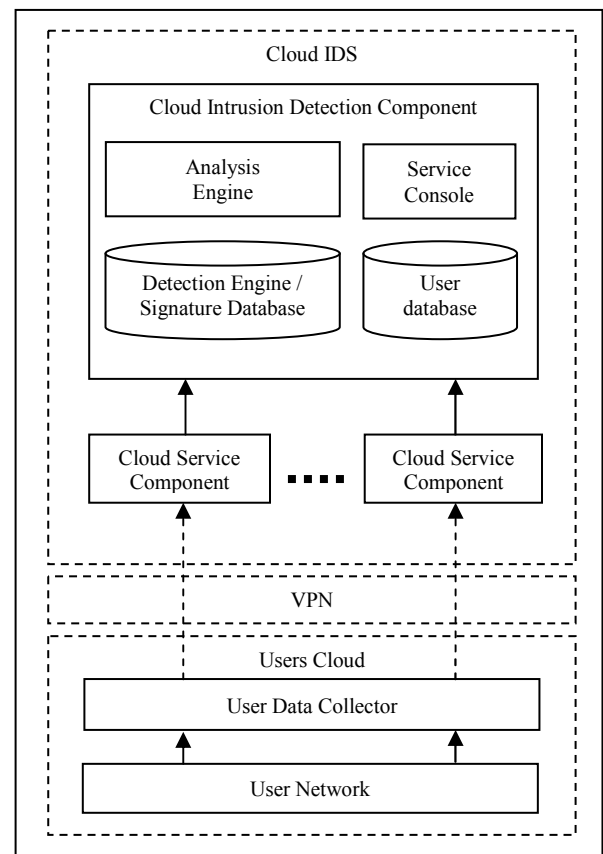 Cloud IDS
Cloud Intrusion Detection Component
Analysis
Engine
Service
Console
Detection Engine /
Signature Database
User
database
Cloud Service
Component
Cloud Service
Component
VPN
Users Cloud
User Data Collector
User Network